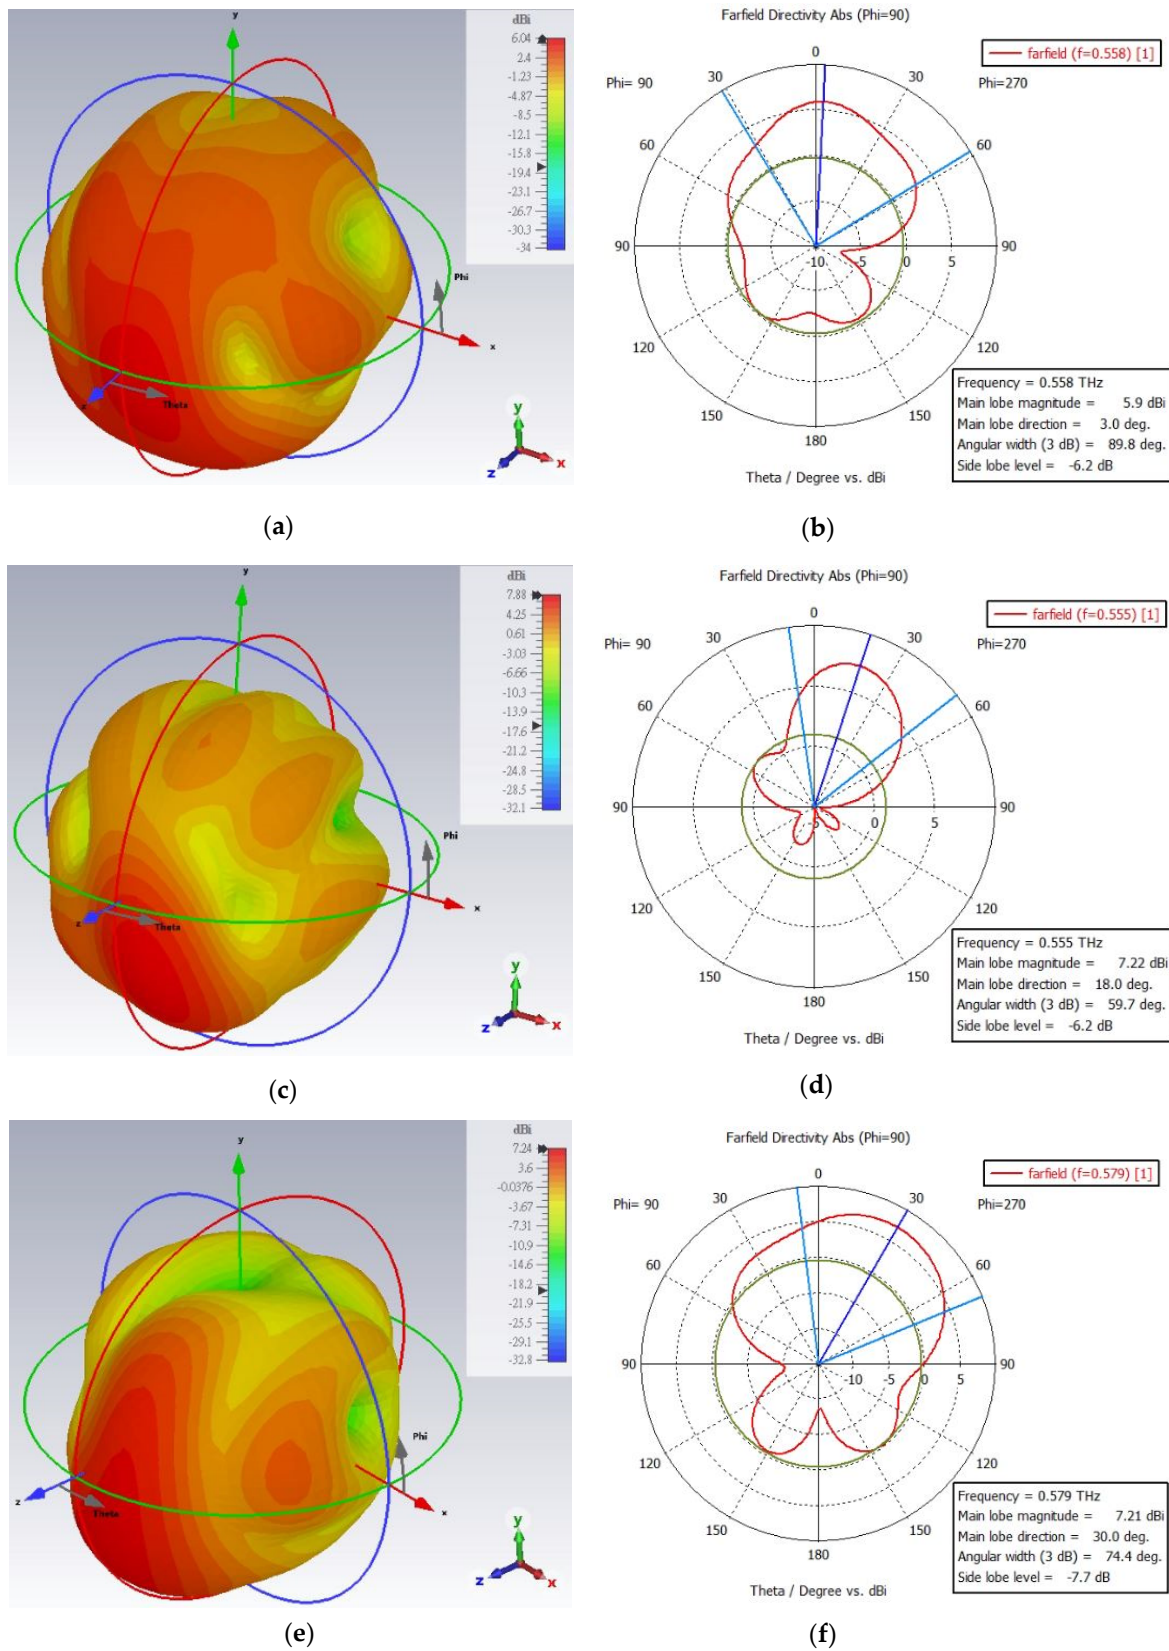 y
dBi
6.04
2.4
-1.23
-4.87
-8.5
-12.1
-15.8
-19.4
-23.1
-26.7
-30.3
-34
Phi
x
z
Theta
y
z
x
(a)
Farfield Directivity Abs (Phi=90)
farfield (f=0.558) [1]
0
30
30
Phi= 90
Phi=270
60
60
90
90
-10
-5
0
5
120
120
150
150
180
Theta / Degree vs. dBi
Frequency = 0.558 THz
Main lobe magnitude = 5.9 dBi
Main lobe direction = 3.0 deg.
Angular width (3 dB) = 89.8 deg.
Side lobe level = -6.2 dB
(b)
y
dBi
7.88
4.25
0.61
-3.03
-6.66
-10.3
-13.9
-17.6
-21.2
-24.8
-28.5
-32.1
Phi
x
z
Theta
y
z
x
(c)
Farfield Directivity Abs (Phi=90)
farfield (f=0.555) [1]
0
30
30
Phi= 90
Phi=270
60
60
90
90
-5
0
5
120
120
150
150
180
Theta / Degree vs. dBi
Frequency = 0.555 THz
Main lobe magnitude = 7.22 dBi
Main lobe direction = 18.0 deg.
Angular width (3 dB) = 59.7 deg.
Side lobe level = -6.2 dB
(d)
y
dBi
7.24
3.6
-0.0376
-3.67
-7.31
-10.9
-14.6
-18.2
-21.9
-25.5
-29.1
-32.8
Phi
x
z
Theta
y
z
x
(e)
Farfield Directivity Abs (Phi=90)
farfield (f=0.579) [1]
0
30
30
Phi= 90
Phi=270
60
60
90
90
-10
-5
0
5
120
120
150
150
180
Theta / Degree vs. dBi
Frequency = 0.579 THz
Main lobe magnitude = 7.21 dBi
Main lobe direction = 30.0 deg.
Angular width (3 dB) = 74.4 deg.
Side lobe level = -7.7 dB
(f)